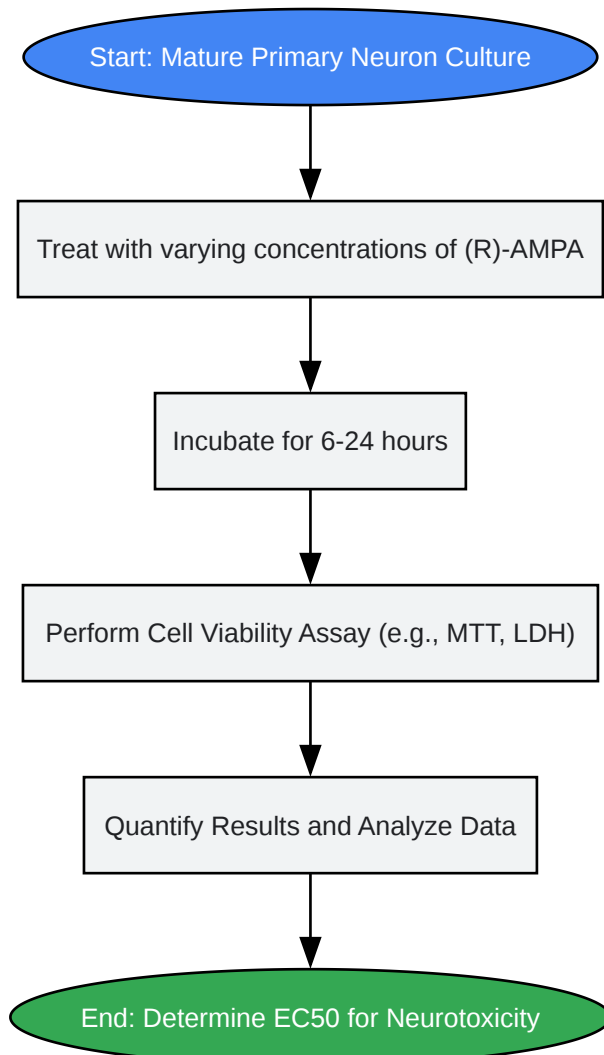 Start: Mature Primary Neuron Culture
Treat with varying concentrations of (R)-AMPA
Incubate for 6-24 hours
Perform Cell Viability Assay (e.g., MTT, LDH)
Quantify Results and Analyze Data
End: Determine EC50 for Neurotoxicity